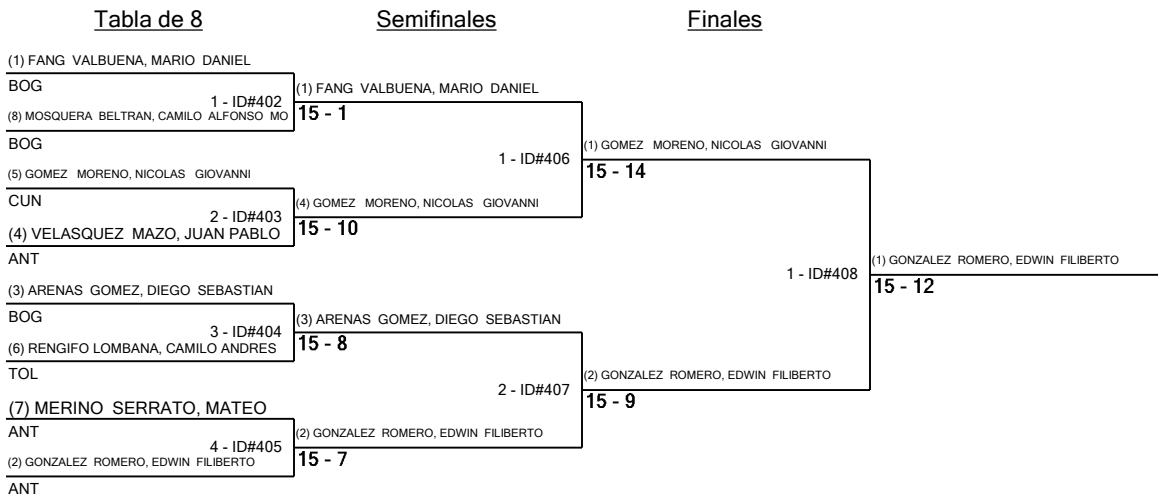 Tabla de 8
Semifinales
Finales
(1) FANG VALBUENA, MARIO DANIEL
BOG
1 - ID#402
(8) MOSQUERA BELTRAN, CAMILO ALFONSO MO
BOG
(1) FANG VALBUENA, MARIO DANIEL
15 - 1
(5) GOMEZ MORENO, NICOLAS GIOVANNI
CUN
2 - ID#403
(4) VELASQUEZ MAZO, JUAN PABLO
ANT
(4) GOMEZ MORENO, NICOLAS GIOVANNI
15 - 10
1 - ID#406
(1) GOMEZ MORENO, NICOLAS GIOVANNI
15 - 14
(3) ARENAS GOMEZ, DIEGO SEBASTIAN
BOG
3 - ID#404
(6) RENGIFO LOMBANA, CAMILO ANDRES
TOL
(3) ARENAS GOMEZ, DIEGO SEBASTIAN
15 - 8
(7) MERINO SERRATO, MATEO
ANT
4 - ID#405
(2) GONZALEZ ROMERO, EDWIN FILIBERTO
ANT
(2) GONZALEZ ROMERO, EDWIN FILIBERTO
15 - 7
2 - ID#407
(2) GONZALEZ ROMERO, EDWIN FILIBERTO
15 - 9
1 - ID#408
(1) GONZALEZ ROMERO, EDWIN FILIBERTO
15 - 12